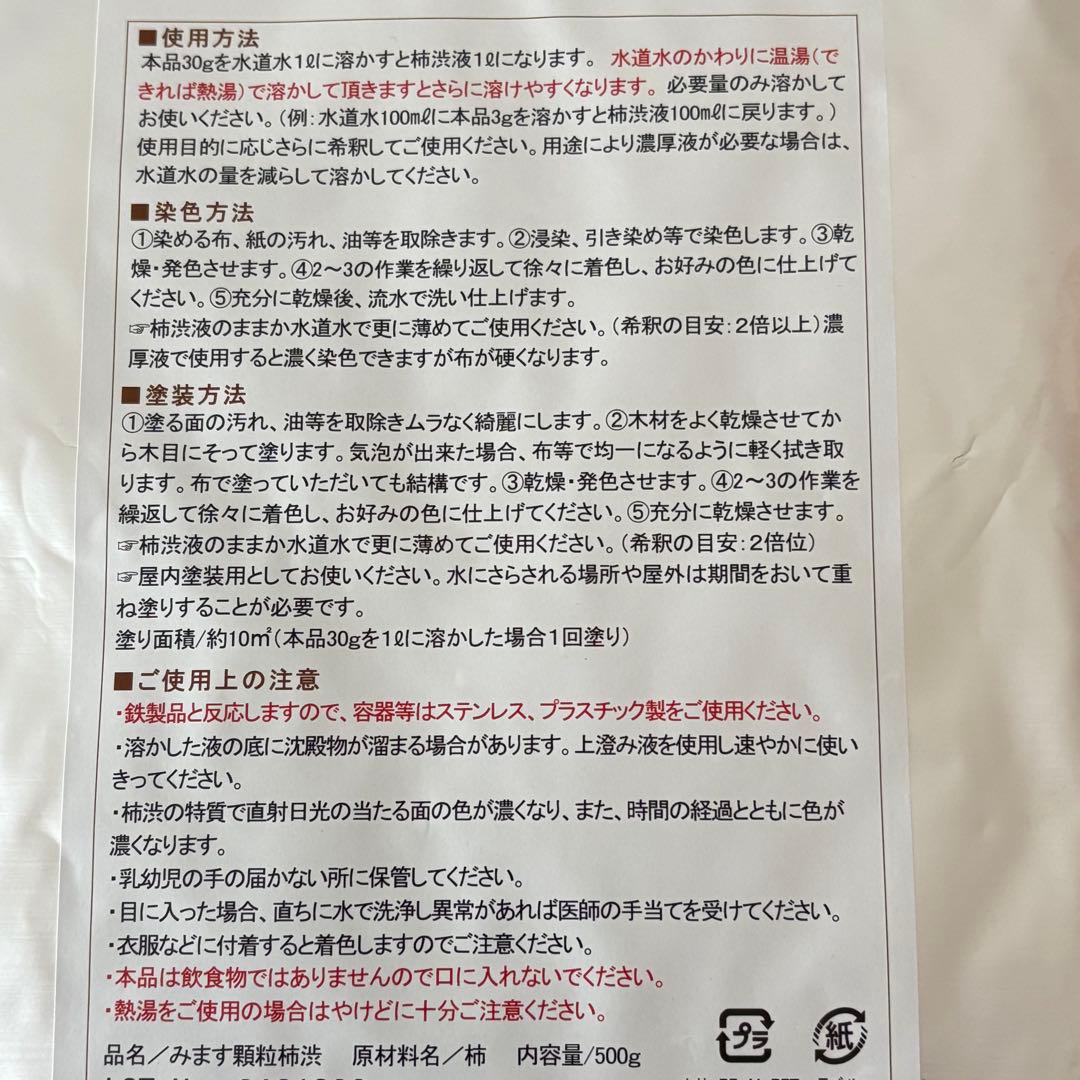 ■使用方法
本品30gを水道水1ℓに溶かすと柿渋液1ℓになります。 水道水のかわりに温湯(で
きれば熱湯)で溶かして頂きますとさらに溶けやすくなります。必要量のみ溶かして
お使いください。(例:水道水100mℓに本品3gを溶かすと柿渋液100mℓに戻ります。)
使用目的に応じさらに希釈してご使用ください。用途により濃厚液が必要な場合は、
水道水の量を減らして溶かしてください。
■染色方法
①染める布、紙の汚れ、油等を取除きます。②浸染、引き染め等で染色します。③乾
燥・発色させます。④2～3の作業を繰り返して徐々に着色し、お好みの色に仕上げて
ください。⑤充分に乾燥後、流水で洗い仕上げます。
☞柿渋液のままか水道水で更に薄めてご使用ください。(希釈の目安:2倍以上)濃
厚液で使用すると濃く染色できますが布が硬くなります。
■塗装方法
①塗る面の汚れ、油等を取除きムラなく綺麗にします。②木材をよく乾燥させてか
ら木目にそって塗ります。気泡が出来た場合、布等で均一になるように軽く拭き取
ります。布で塗っていただいても結構です。③乾燥・発色させます。④2～3の作業を
繰返して徐々に着色し、お好みの色に仕上げてください。⑤充分に乾燥させます。
☞柿渋液のままか水道水で更に薄めてご使用ください。(希釈の目安:2倍位)
☞屋内塗装用としてお使いください。水にさらされる場所や屋外は期間をおいて重
ね塗りすることが必要です。
塗り面積/約10㎡(本品30gを1ℓに溶かした場合1回塗り)
■ご使用上の注意
・鉄製品と反応しますので、容器等はステンレス、プラスチック製をご使用ください。
・溶かした液の底に沈殿物が溜まる場合があります。上澄み液を使用し速やかに使い
きってください。
・柿渋の特質で直射日光の当たる面の色が濃くなり、また、時間の経過とともに色が
濃くなります。
・乳幼児の手の届かない所に保管してください。
・目に入った場合、直ちに水で洗浄し異常があれば医師の手当てを受けてください。
・衣服などに付着すると着色しますのでご注意ください。
・本品は飲食物ではありませんので口に入れないでください。
・熱湯をご使用の場合はやけどに十分ご注意ください。
プラ 紙
品名／みます顆粒柿渋 原材料名／柿 内容量/500g